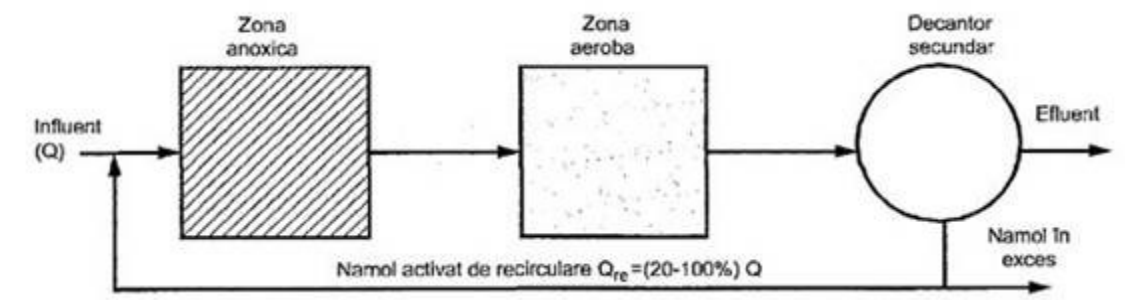 Zona
anoxica
Zona
aeroba
Decantor
secundar
Influent
(Q)
Efluent
Namol în
exces
Namol activat de recirculare Qre=(20-100%) Q